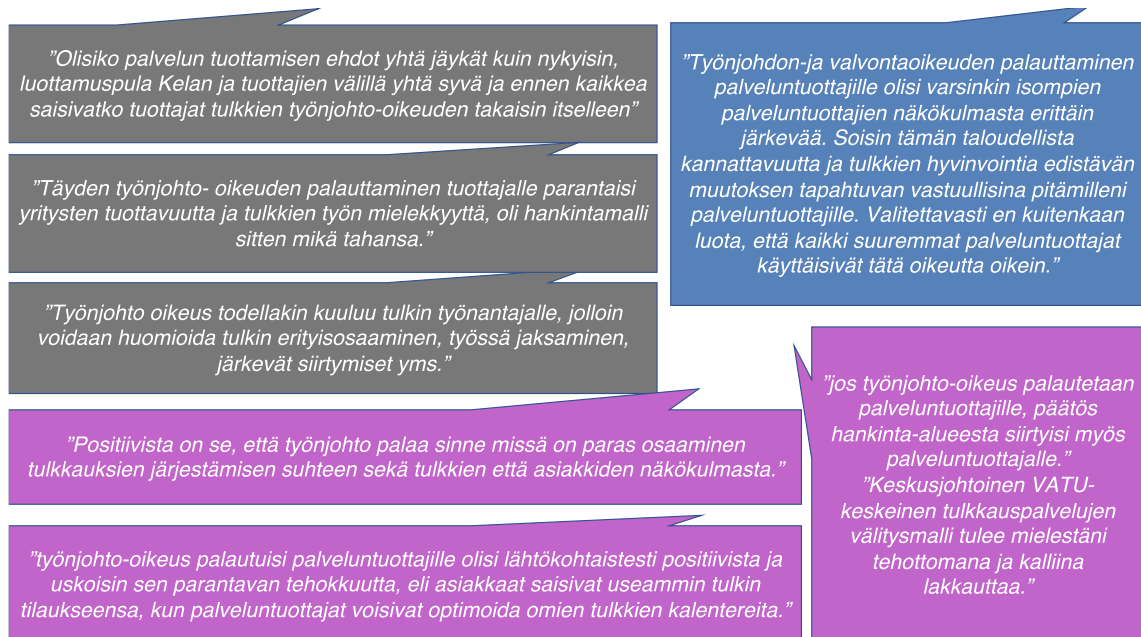 ”Olisiko palvelun tuottamisen ehdot yhtä jäykät kuin nykyisin,
luottamuspula Kelan ja tuottajien välillä yhtä syvä ja ennen kaikkea
saisivatko tuottajat tulkkien työnjohto-oikeuden takaisin itselleen”
”Täyden työnjohto- oikeuden palauttaminen tuottajalle parantaisi
yritysten tuottavuutta ja tulkkien työn mielekkyyttä, oli hankintamalli
sitten mikä tahansa.”
”Työnjohto oikeus todellakin kuuluu tulkin työnantajalle, jolloin
voidaan huomioida tulkin erityisosaaminen, työssä jaksaminen,
järkevät siirtymiset yms.”
”Positiivista on se, että työnjohto palaa sinne missä on paras osaaminen
tulkkauksien järjestämisen suhteen sekä tulkkien että asiakkiden näkökulmasta.”
”työnjohto-oikeus palautuisi palveluntuottajille olisi lähtökohtaistesti positiivista ja
uskoisin sen parantavan tehokkuutta, eli asiakkaat saisivat useammin tulkin
tilaukseensa, kun palveluntuottajat voisivat optimoida omien tulkkien kalentereita.”
”Työnjohdon-ja valvontaoikeuden palauttaminen
palveluntuottajille olisi varsinkin isompien
palveluntuottajien näkökulmasta erittäin
järkevää. Soisin tämän taloudellista
kannattavuutta ja tulkkien hyvinvointia edistävän
muutoksen tapahtuvan vastuullisina pitämilleni
palveluntuottajille. Valitettavasti en kuitenkaan
luota, että kaikki suuremmat palveluntuottajat
käyttäisivät tätä oikeutta oikein.”
”jos työnjohto-oikeus palautetaan
palveluntuottajille, päätös
hankinta-alueesta siirtyisi myös
palveluntuottajalle.”
”Keskusjohtoinen VATU-
keskeinen tulkkauspalvelujen
välitysmalli tulee mielestäni
tehottomana ja kalliina
lakkauttaa.”